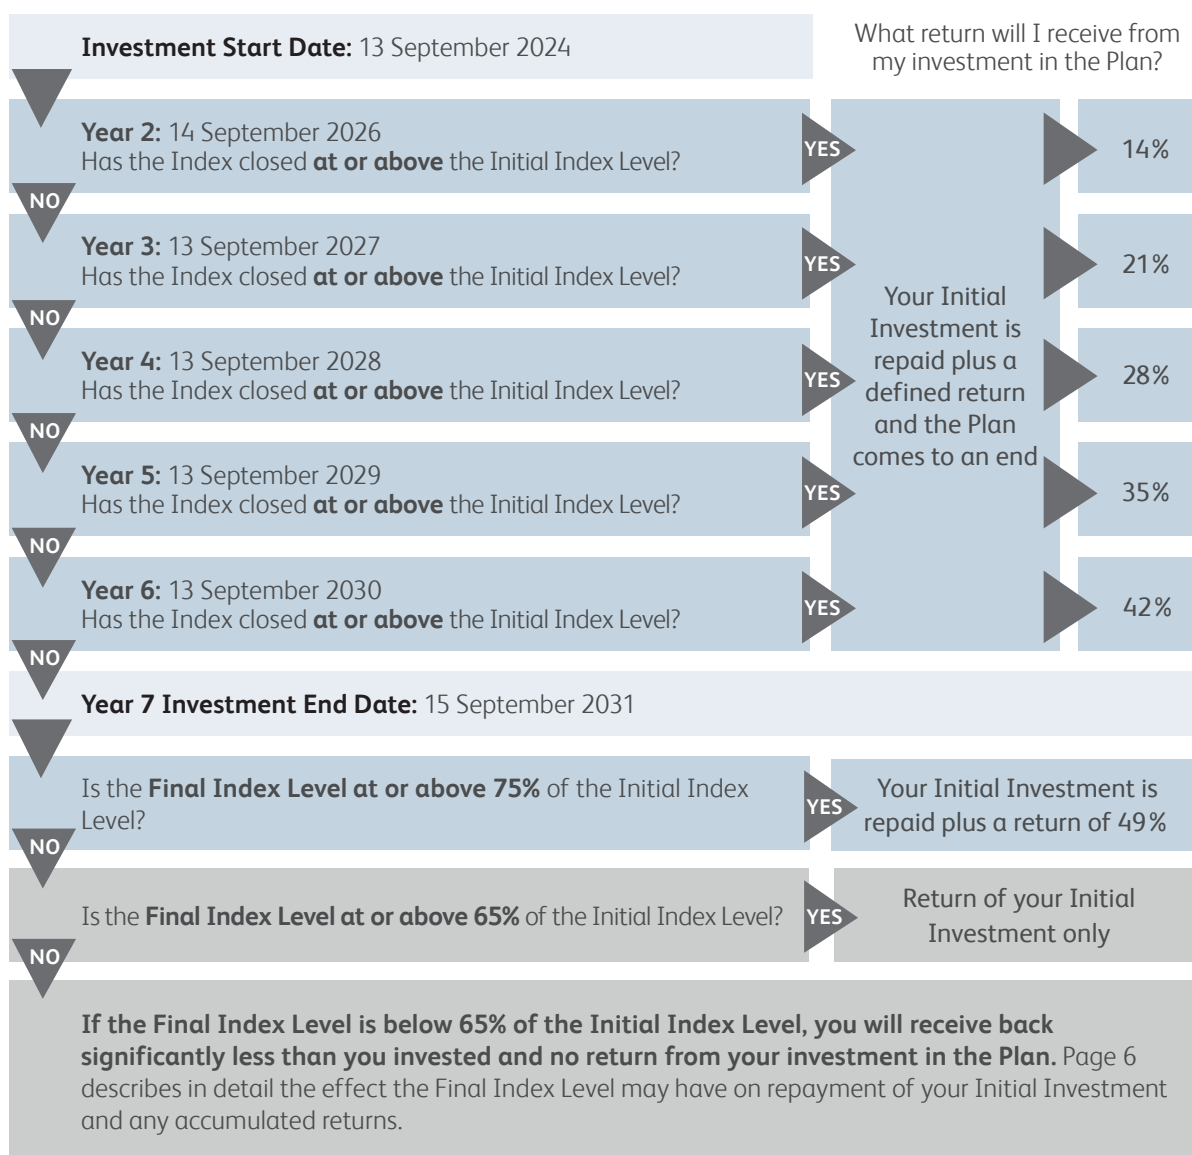 Investment Start Date: 13 September 2024
What return will I receive from
my investment in the Plan?
Year 2: 14 September 2026
Has the Index closed at or above the Initial Index Level?
YES
14%
NO
Year 3: 13 September 2027
Has the Index closed at or above the Initial Index Level?
YES
21%
NO
Year 4: 13 September 2028
Has the Index closed at or above the Initial Index Level?
YES
28%
NO
Year 5: 13 September 2029
Has the Index closed at or above the Initial Index Level?
YES
35%
NO
Year 6: 13 September 2030
Has the Index closed at or above the Initial Index Level?
YES
42%
Your Initial
Investment is
repaid plus a
defined return
and the Plan
comes to an end
NO
Year 7 Investment End Date: 15 September 2031
Is the Final Index Level at or above 75% of the Initial Index
Level?
YES
Your Initial Investment is
repaid plus a return of 49%
NO
Is the Final Index Level at or above 65% of the Initial Index Level?
YES
Return of your Initial
Investment only
NO
If the Final Index Level is below 65% of the Initial Index Level, you will receive back
significantly less than you invested and no return from your investment in the Plan. Page 6
describes in detail the effect the Final Index Level may have on repayment of your Initial Investment
and any accumulated returns.